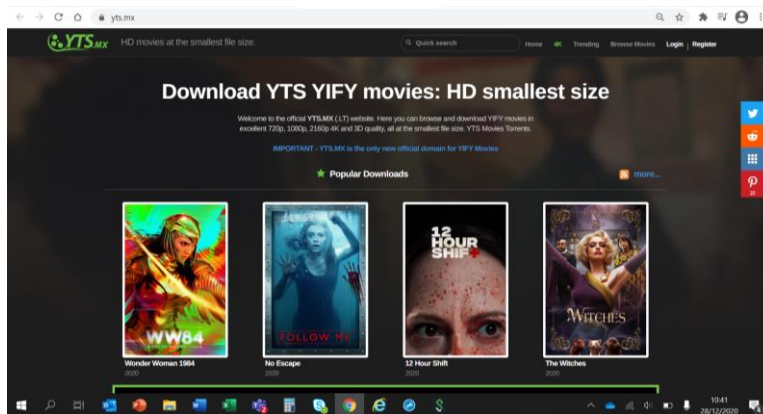 yts.mx
YTS.MX HD movies at the smallest file size.
Quick search
Home 4K Trending Browse Movies Login | Register
Download YTS YIFY movies: HD smallest size
Welcome to the official YTS.MX (.LT) website. Here you can browse and download YIFY movies in
excellent 720p, 1080p, 2160p 4K and 3D quality, all at the smallest file size. YTS Movies Torrents.
IMPORTANT - YTS.MX is the only new official domain for YIFY Movies
Popular Downloads
more...
20
WW84
FOLLOW ME
12
HOUR
SHIFT
WITCHES
Wonder Woman 1984
2020
No Escape
2020
12 Hour Shift
2020
The Witches
2020
10:41
28/12/2020